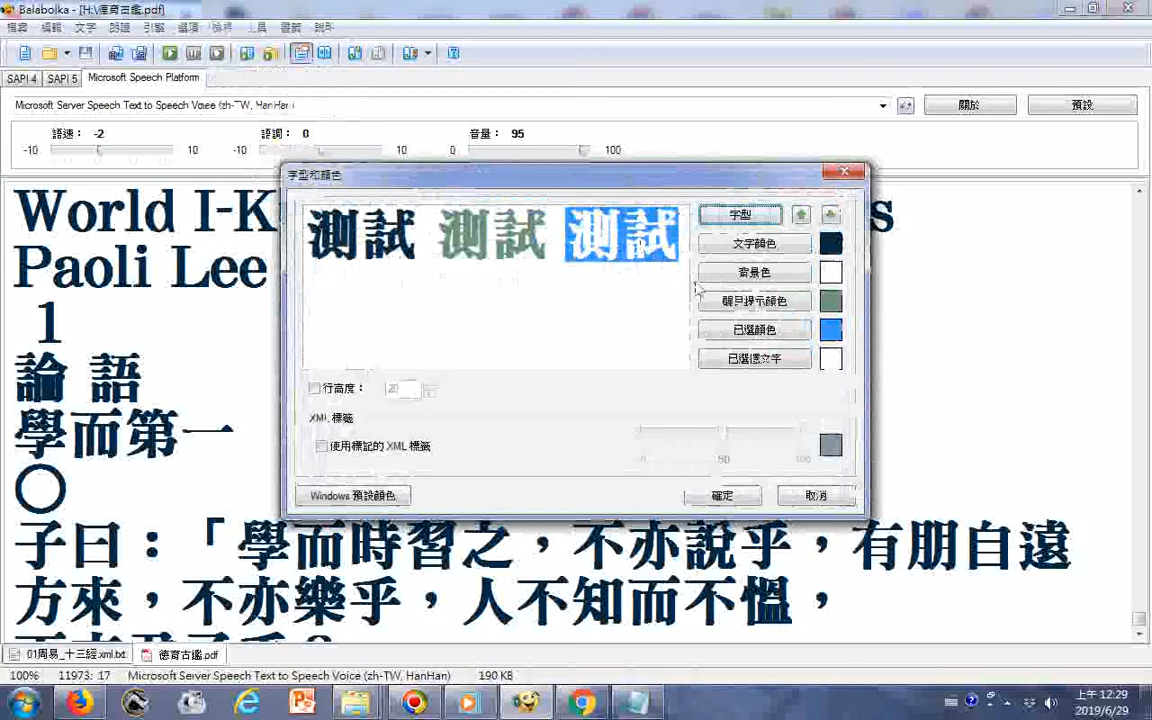 Balabolka - [H:\德育古鑑.pdf]
檔案 編輯 文字 朗讀 引擎 選項 檢視 工具 書籤 說明
SAPI 4 SAPI 5 Microsoft Speech Platform
Microsoft Server Speech Text to Speech Voice (zh-TW, HanHan) 關於 預設
語速： -2 語調： 0 音量： 95
-10 10 -10 10 0 100
字型和顏色
World I-K s
Paoli Lee
1
論 語
學而第一
○
子曰：「學而時習之，不亦說乎，有朋自遠
方來，不亦樂乎，人不知而不慍，
測試 測試 測試
字型
文字顏色
背景色
醒目提示顏色
已選顏色
已選擇文字
行高度： 20
XML 標籤
使用標記的 XML 標籤
0 50 100
Windows 預設顏色 確定 取消
01周易_十三經.xml.txt 德育古鑑.pdf
100% 11973: 17 Microsoft Server Speech Text to Speech Voice (zh-TW, HanHan) 190 KB
上午 12:29
2019/6/29